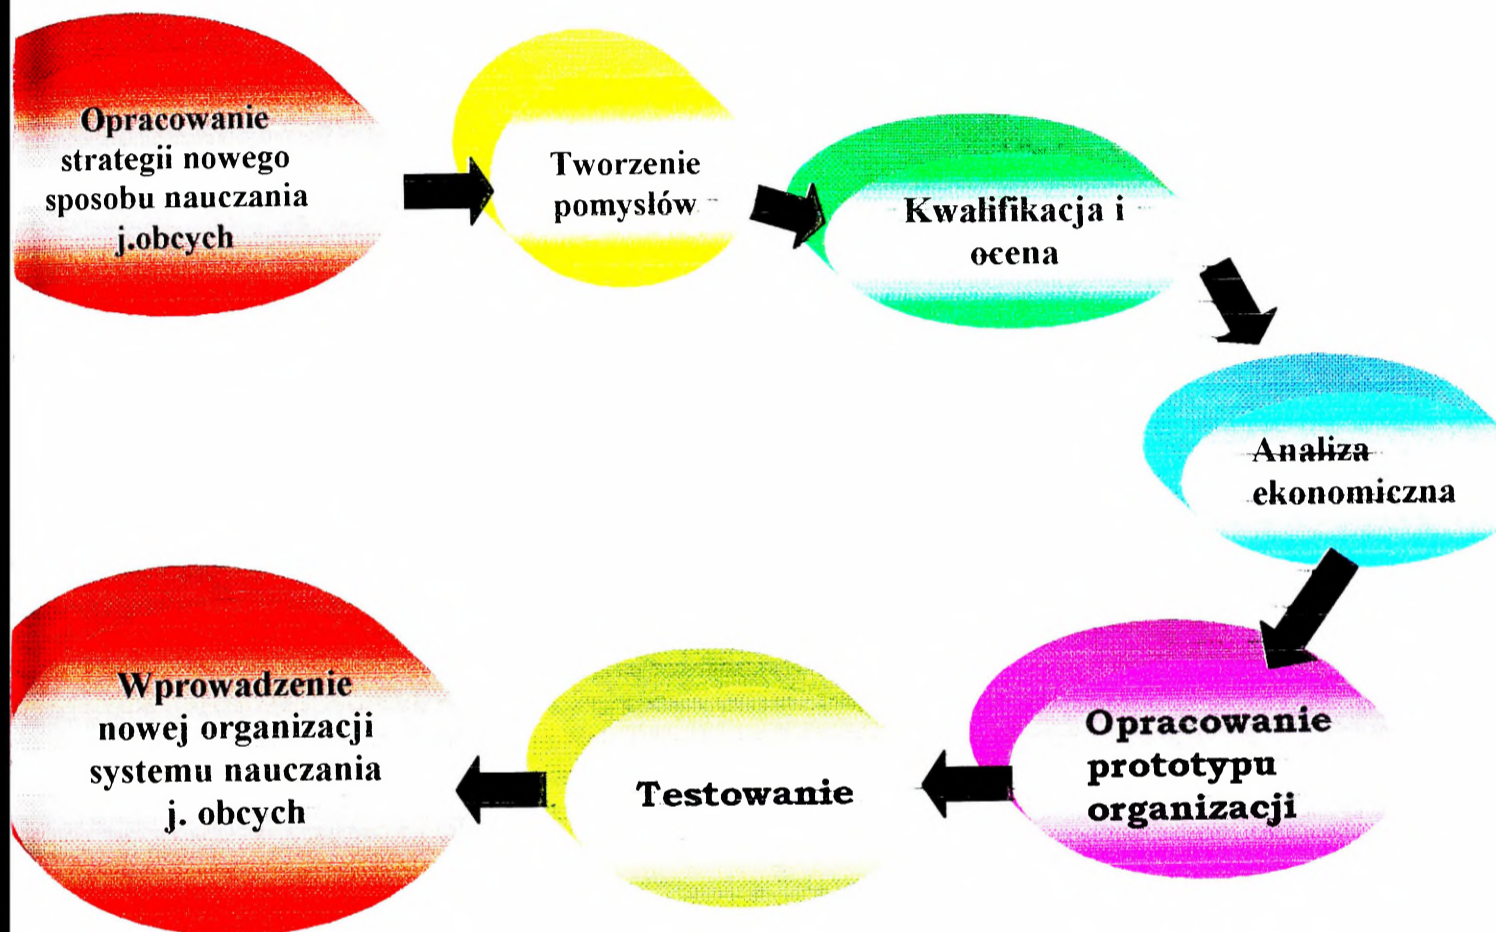 Opracowanie
strategii nowego
sposobu nauczania
j.obcych
Tworzenie
pomysłów
Kwalifikacja i
ocena
Analiza
ekonomiczna
Opracowanie
prototypu
organizacji
Testowanie
Wprowadzenie
nowej organizacji
systemu nauczania
j. obcych